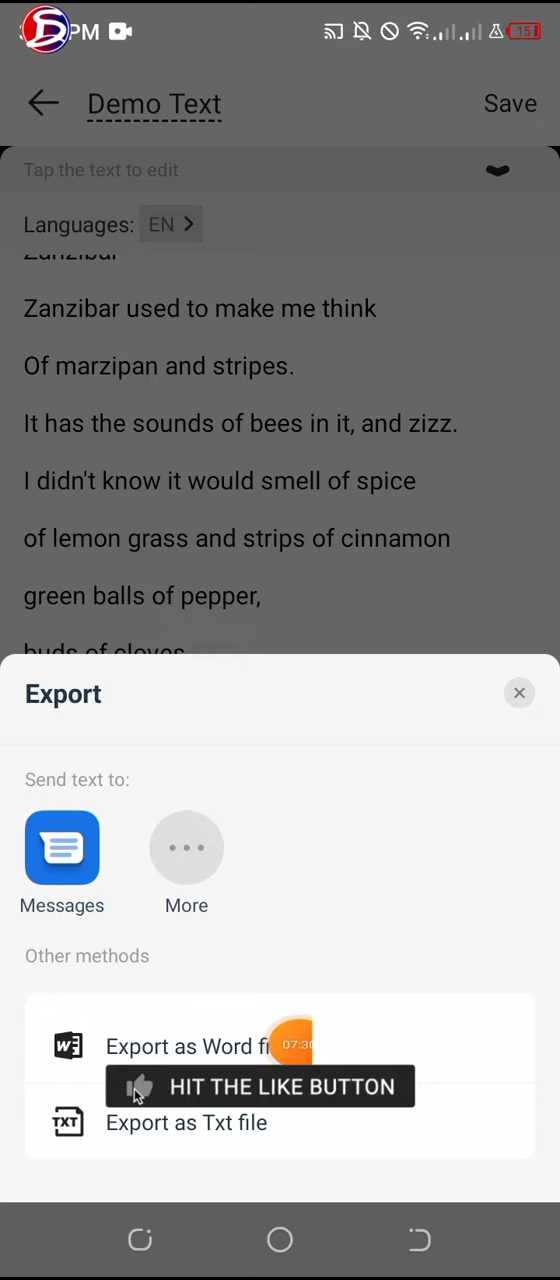 PM
15
Demo Text
Save
Tap the text to edit
Languages: EN
Zanzibar
Zanzibar used to make me think
Of marzipan and stripes.
It has the sounds of bees in it, and zizz.
I didn't know it would smell of spice
of lemon grass and strips of cinnamon
green balls of pepper,
buds of cloves
Export
Send text to:
Messages
More
Other methods
W
Export as Word fi
07:30
HIT THE LIKE BUTTON
TXT
Export as Txt file